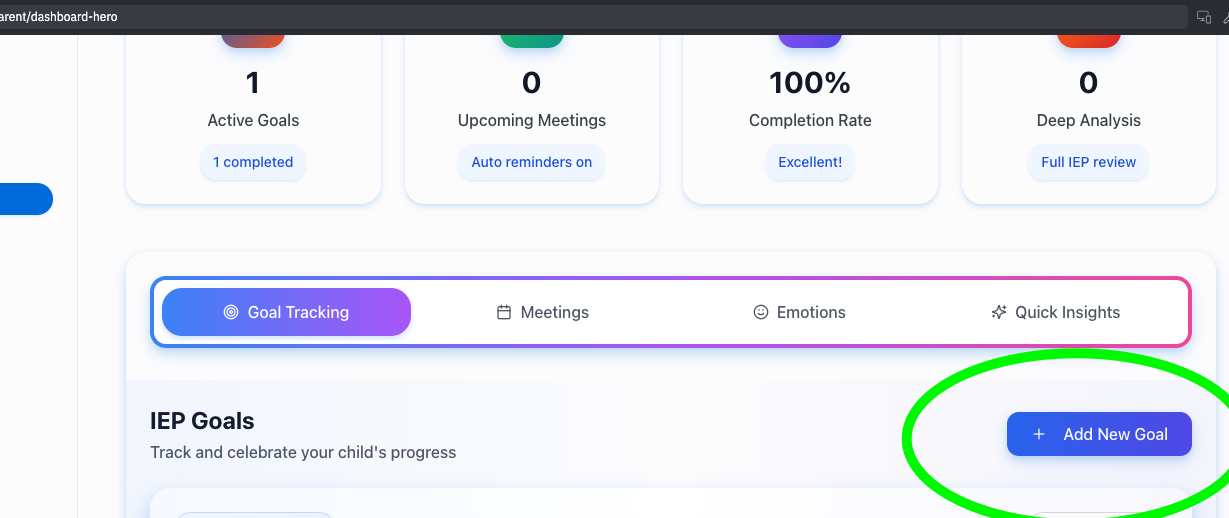 arent/dashboard-hero
1
Active Goals
1 completed
0
Upcoming Meetings
Auto reminders on
100%
Completion Rate
Excellent!
0
Deep Analysis
Full IEP review
Goal Tracking
Meetings
Emotions
Quick Insights
IEP Goals
Track and celebrate your child's progress
+ Add New Goal